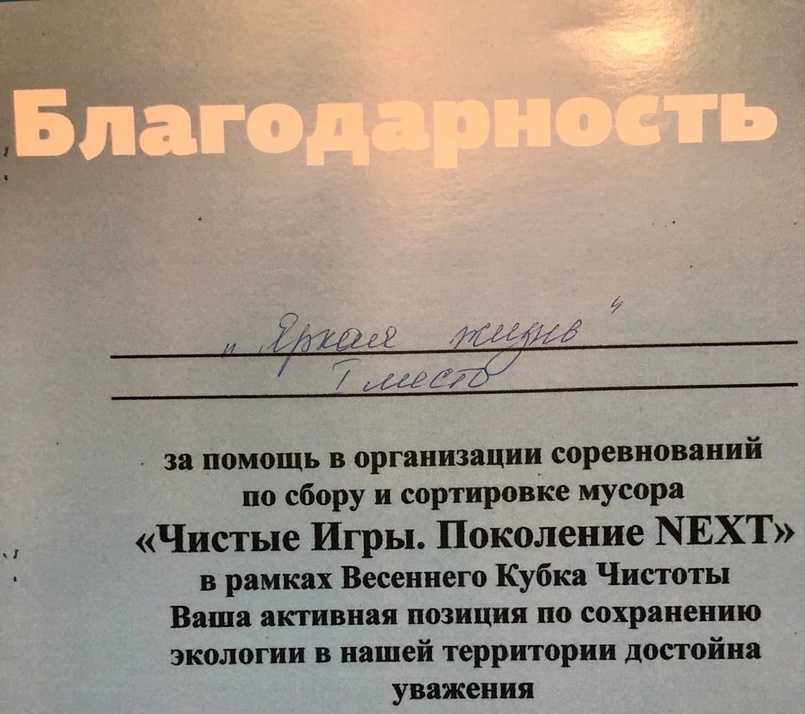 Благодарность
„Яркая жизнь“
I место
за помощь в организации соревнований
по сбору и сортировке мусора
«Чистые Игры. Поколение NEXT»
в рамках Весеннего Кубка Чистоты
Ваша активная позиция по сохранению
экологии в нашей территории достойна
уважения